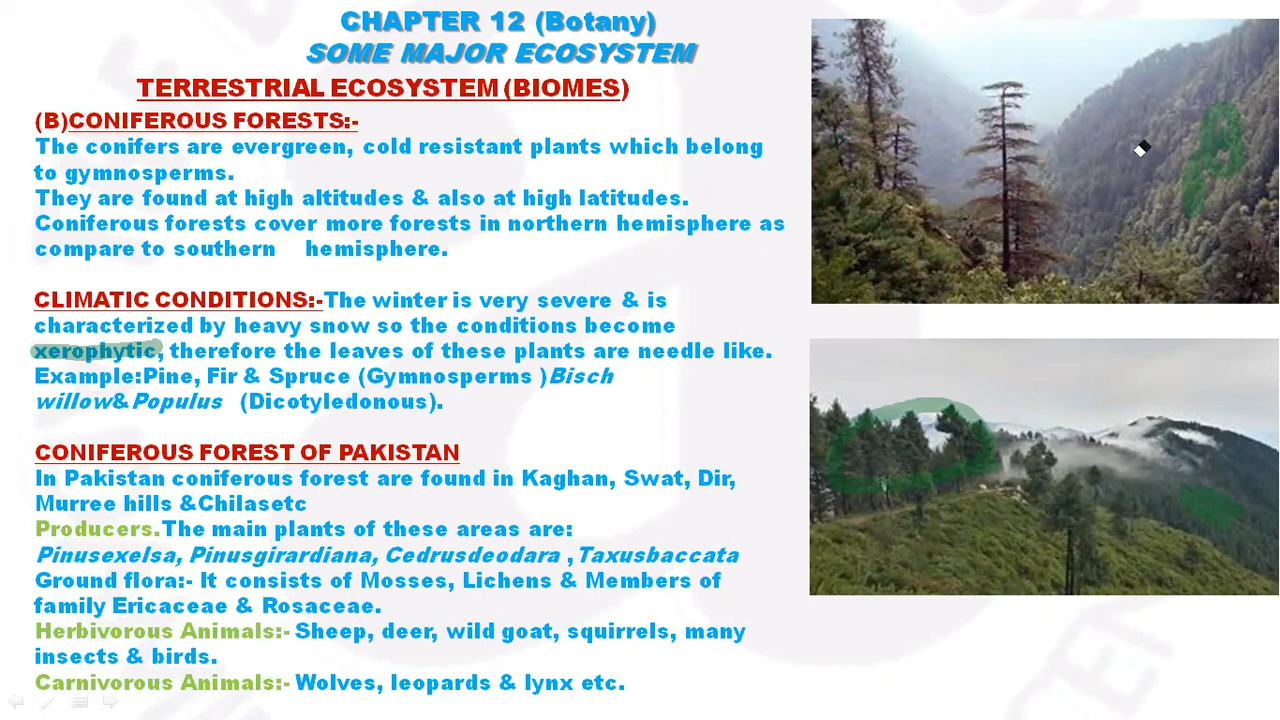 CHAPTER 12 (Botany)
SOME MAJOR ECOSYSTEM
TERRESTRIAL ECOSYSTEM (BIOMES)
(B)CONIFEROUS FORESTS:-
The conifers are evergreen, cold resistant plants which belong
to gymnosperms.
They are found at high altitudes & also at high latitudes.
Coniferous forests cover more forests in northern hemisphere as
compare to southern hemisphere.
CLIMATIC CONDITIONS:-The winter is very severe & is
characterized by heavy snow so the conditions become
xerophytic, therefore the leaves of these plants are needle like.
Example:Pine, Fir & Spruce (Gymnosperms )Bisch
willow&Populus (Dicotyledonous).
CONIFEROUS FOREST OF PAKISTAN
In Pakistan coniferous forest are found in Kaghan, Swat, Dir,
Murree hills &Chilasetc
Producers.The main plants of these areas are:
Pinusexelsa, Pinusgirardiana, Cedrusdeodara ,Taxusbaccata
Ground flora:- It consists of Mosses, Lichens & Members of
family Ericaceae & Rosaceae.
Herbivorous Animals:- Sheep, deer, wild goat, squirrels, many
insects & birds.
Carnivorous Animals:- Wolves, leopards & lynx etc.